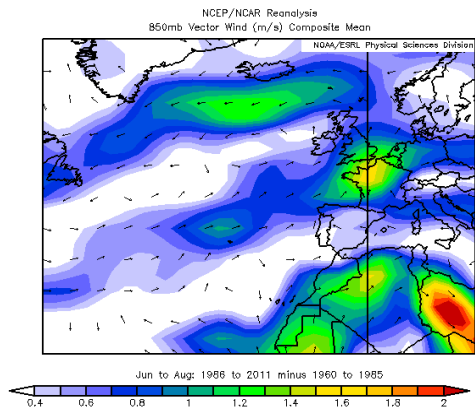 NCEP/NCAR Reanalysis
850mb Vector Wind (m/s) Composite Mean
NOAA/ESRL Physical Sciences Division
Jun to Aug: 1986 to 2011 minus 1960 to 1985
0.4 0.6 0.8 1 1.2 1.4 1.6 1.8 2